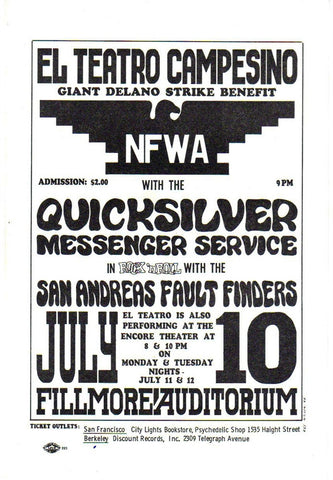 EL TEATRO CAMPESINO
GIANT DELANO STRIKE BENEFIT
NFWA
ADMISSION: $2.00
WITH THE
9 PM
QUICKSILVER
MESSENGER SERVICE
IN ROCK 'N ROLL WITH THE
SAN ANDREAS FAULT FINDERS
JULY
EL TEATRO IS ALSO
PERFORMING AT THE
ENCORE THEATER AT
8 & 10 PM
ON
MONDAY & TUESDAY
NIGHTS -
JULY 11 & 12
10
FILLMORE/AUDITORIUM
TICKET OUTLETS:
San Francisco City Lights Bookstore, Psychedelic Shop 1535 Haight Street
Berkeley Discount Records, Inc. 2309 Telegraph Avenue